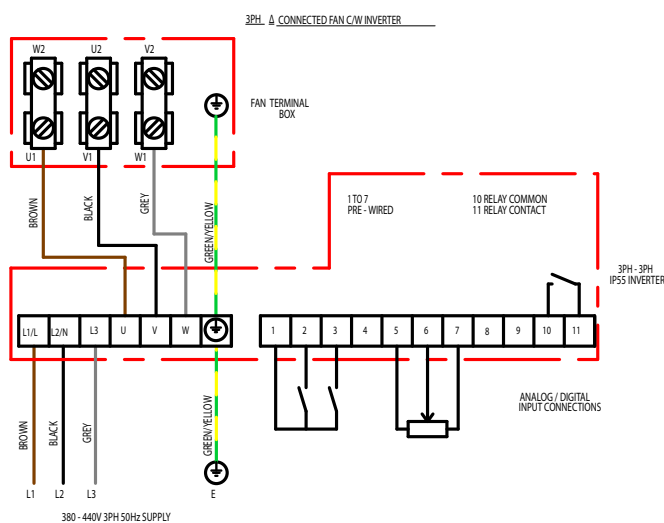 3PH Δ CONNECTED FAN C/W INVERTER
W2 U2 V2
FAN TERMINAL
BOX
U1 V1 W1
BROWN
BLACK
GREY
GREEN/YELLOW
1 TO 7
PRE - WIRED
10 RELAY COMMON
11 RELAY CONTACT
3PH - 3PH
IP55 INVERTER
L1/L L2/N L3 U V W
1 2 3 4 5 6 7 8 9 10 11
ANALOG / DIGITAL
INPUT CONNECTIONS
BROWN
BLACK
GREY
GREEN/YELLOW
L1 L2 L3 E
380 - 440V 3PH 50Hz SUPPLY